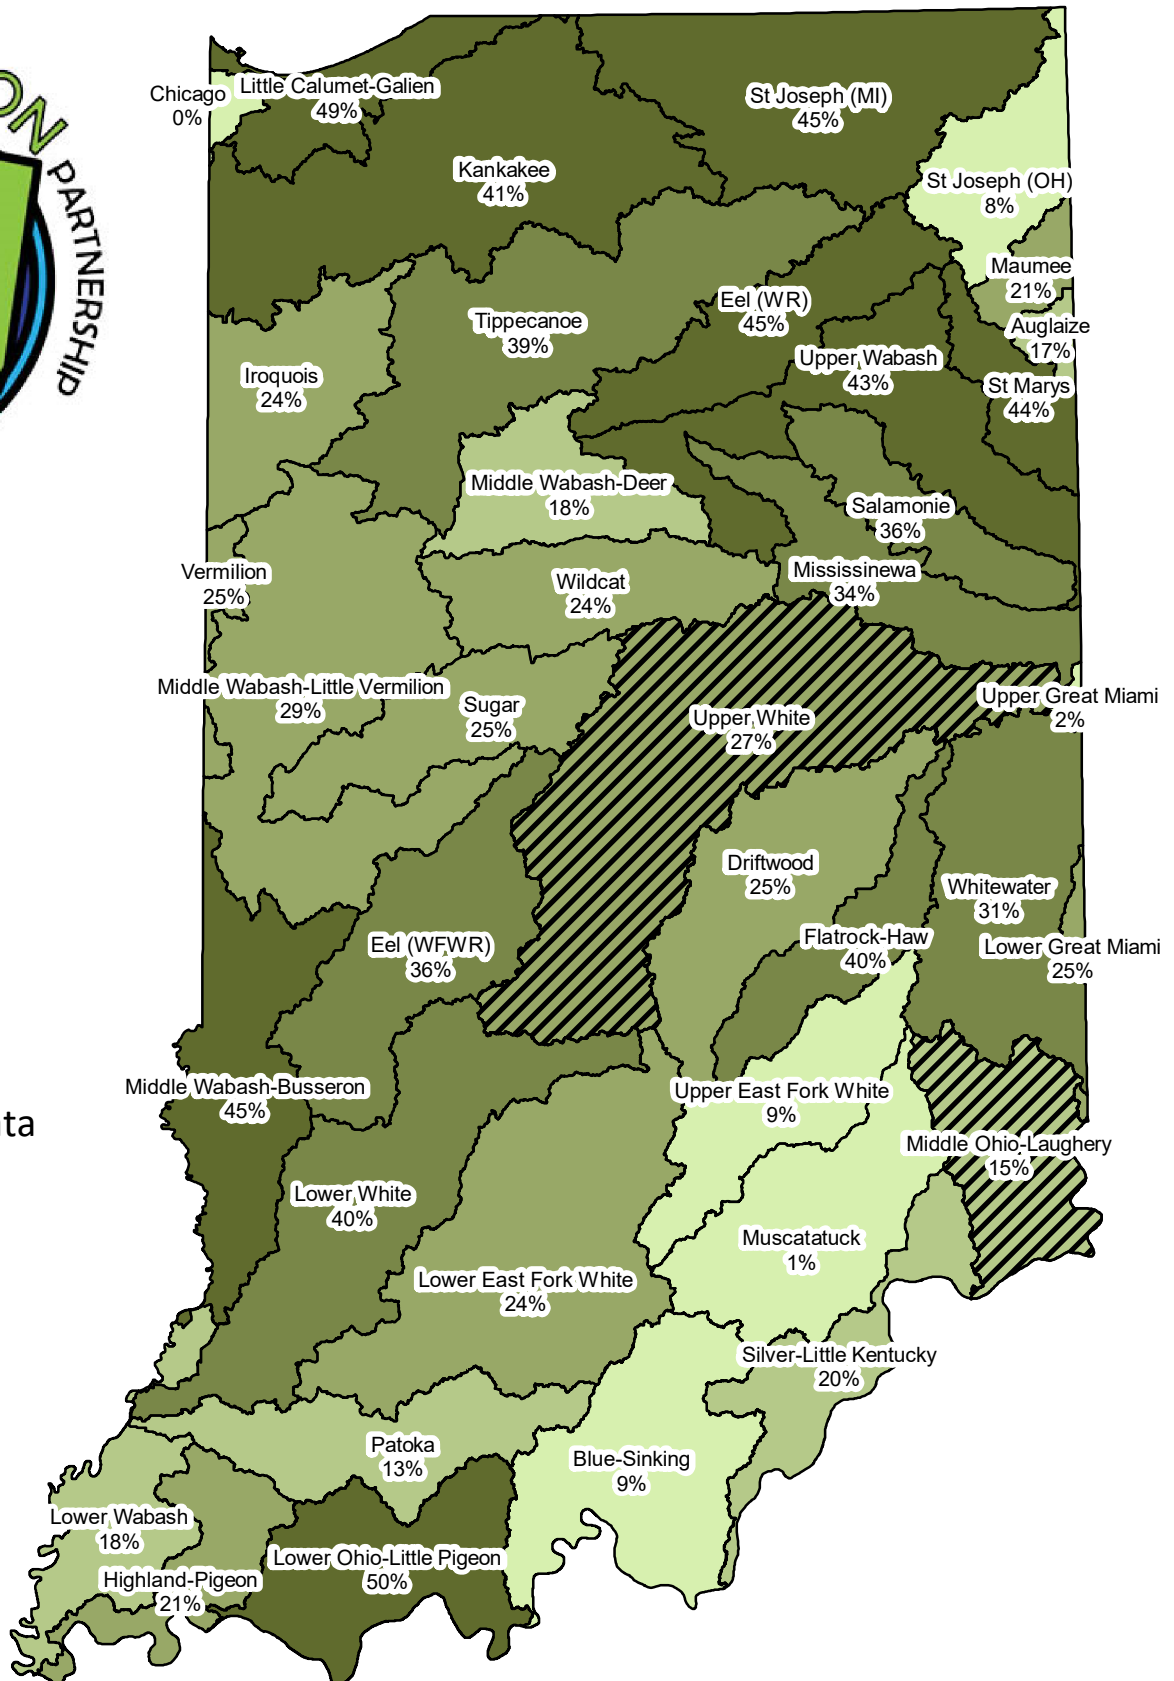 ON
PARTNERSHIP
Chicago
0%
Little Calumet-Galien
49%
St Joseph (MI)
45%
Kankakee
41%
St Joseph (OH)
8%
Maumee
21%
Eel (WR)
45%
Tippecanoe
39%
Auglaize
17%
Upper Wabash
43%
Iroquois
24%
St Marys
44%
Middle Wabash-Deer
18%
Salamonie
36%
Vermilion
25%
Wildcat
24%
Mississinewa
34%
Middle Wabash-Little Vermilion
29%
Sugar
25%
Upper White
27%
Upper Great Miami
2%
Driftwood
25%
Whitewater
31%
Flatrock-Haw
40%
Eel (WFWR)
36%
Lower Great Miami
25%
Middle Wabash-Busseron
45%
Upper East Fork White
9%
ta
Middle Ohio-Laughery
15%
Lower White
40%
Muscatatuck
1%
Lower East Fork White
24%
Silver-Little Kentucky
20%
Patoka
13%
Blue-Sinking
9%
Lower Wabash
18%
Lower Ohio-Little Pigeon
50%
Highland-Pigeon
21%